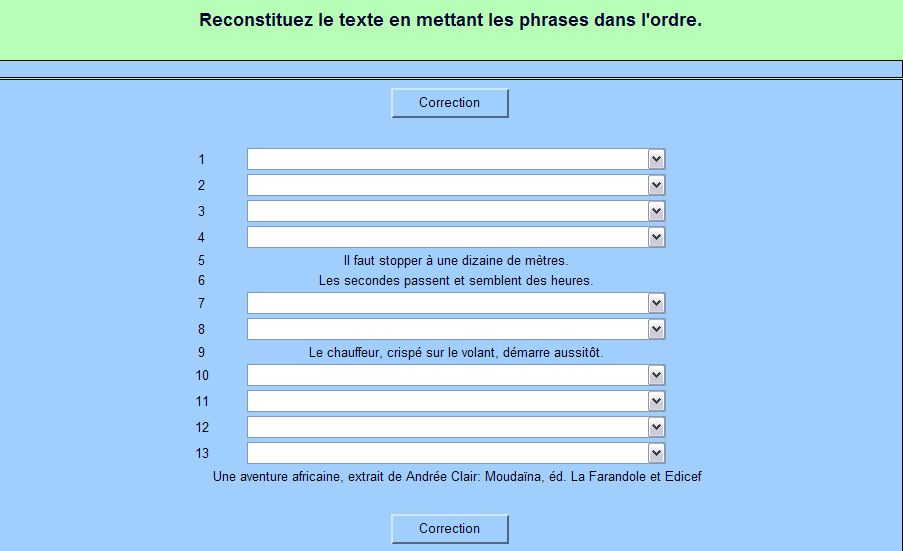 Reconstituez le texte en mettant les phrases dans l'ordre.
Correction
1
2
3
4
5 Il faut stopper à une dizaine de mètres.
6 Les secondes passent et semblent des heures.
7
8
9 Le chauffeur, crispé sur le volant, démarre aussitôt.
10
11
12
13
Une aventure africaine, extrait de Andrée Clair: Moudaïna, éd. La Farandole et Edicef
Correction